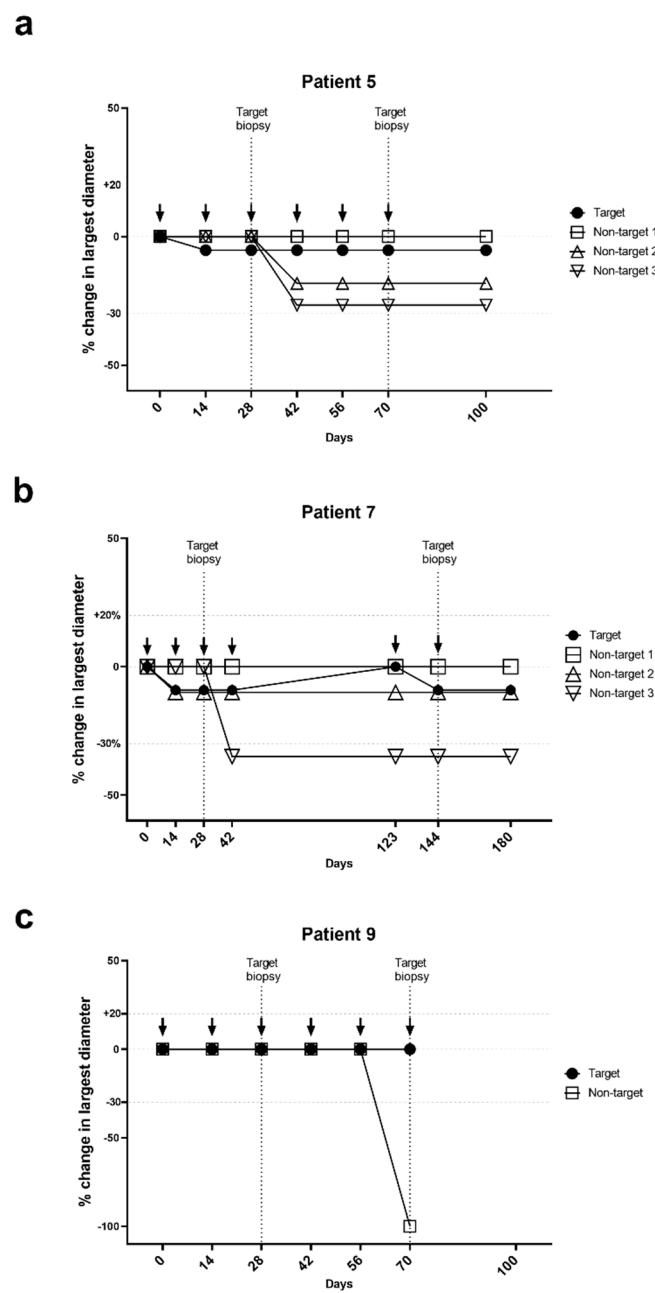 a
Patient 5
Target
biopsy
Target
biopsy
% change in largest diameter
50
+20
0
-30
-50
0
14
28
42
56
70
100
Days
Target
Non-target 1
Non-target 2
Non-target 3
b
Patient 7
Target
biopsy
Target
biopsy
% change in largest diameter
50
+20%
0
-30%
-50
0
14
28
42
123
144
180
Days
Target
Non-target 1
Non-target 2
Non-target 3
c
Patient 9
Target
biopsy
Target
biopsy
% change in largest diameter
50
+20
0
-30
-50
-100
0
14
28
42
56
70
100
Days
Target
Non-target